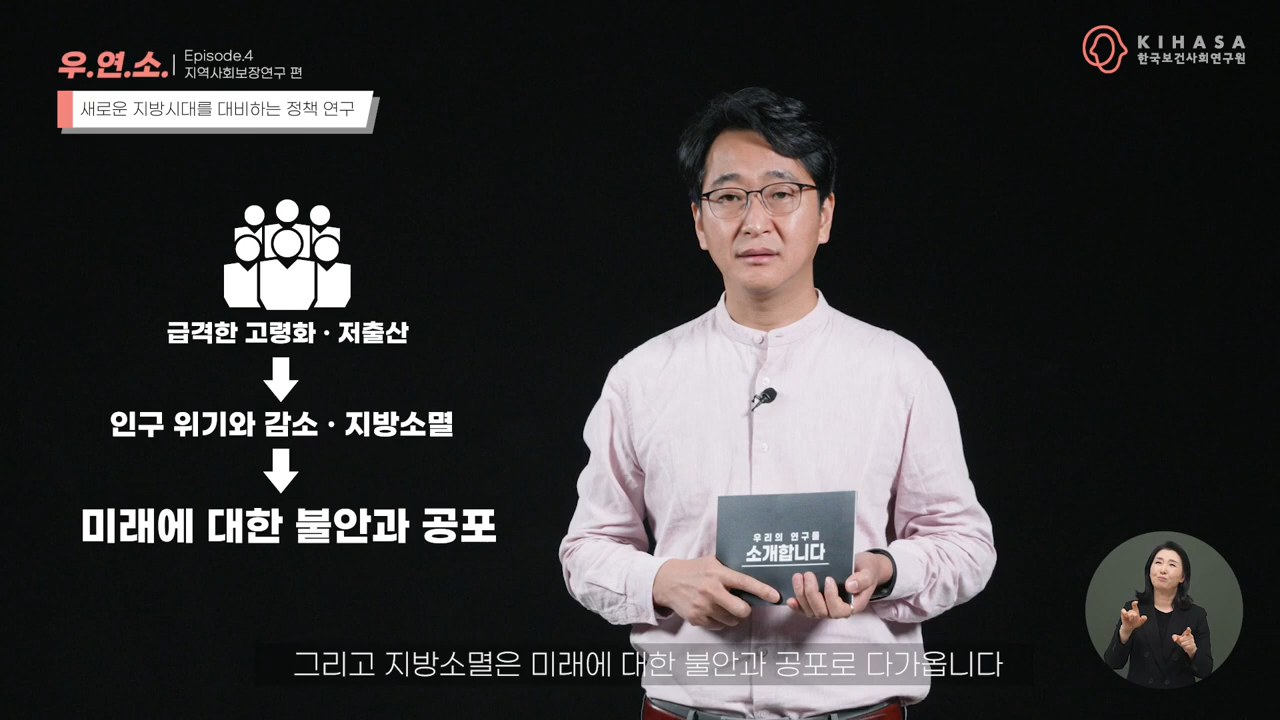 우.연.소.
Episode.4
지역사회보장연구 편
새로운 지방시대를 대비하는 정책 연구
KIHASA
한국보건사회연구원
급격한 고령화 · 저출산
인구 위기와 감소 · 지방소멸
미래에 대한 불안과 공포
우리의 연구를
소개합니다
그리고 지방소멸은 미래에 대한 불안과 공포로 다가옵니다